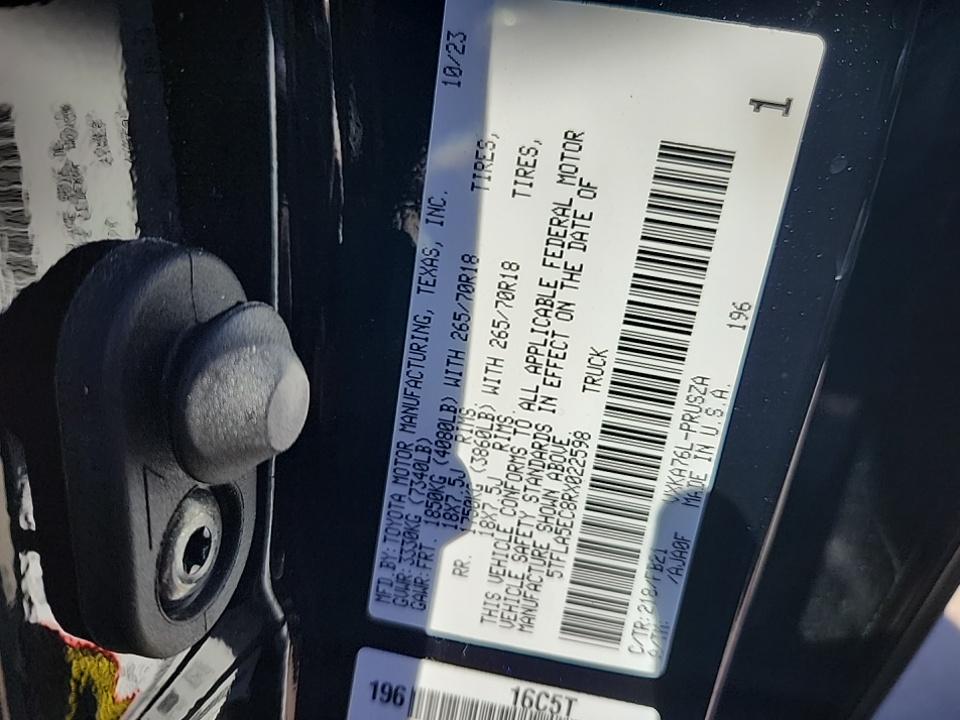 MFD.BY:TOYOTA MOTOR MANUFACTURING, TEXAS, INC. 10/23
GVWR:3330KG (7340LB)
GAWR:FRT. 1850KG (4080LB) WITH 265/70R18 TIRES,
18X7.5J RIMS.
RR. 1750KG (3860LB) WITH 265/70R18 TIRES,
18X7.5J RIMS.
THIS VEHICLE CONFORMS TO ALL APPLICABLE FEDERAL MOTOR
VEHICLE SAFETY STANDARDS IN EFFECT ON THE DATE OF
MANUFACTURE SHOWN ABOVE.
5TFLA5EC8RX022598 TRUCK
1
C/TR:218/FB21 VXKA76L-PRUSZA 196
A/TM: /AJA0F MADE IN U.S.A.
196 16C5T